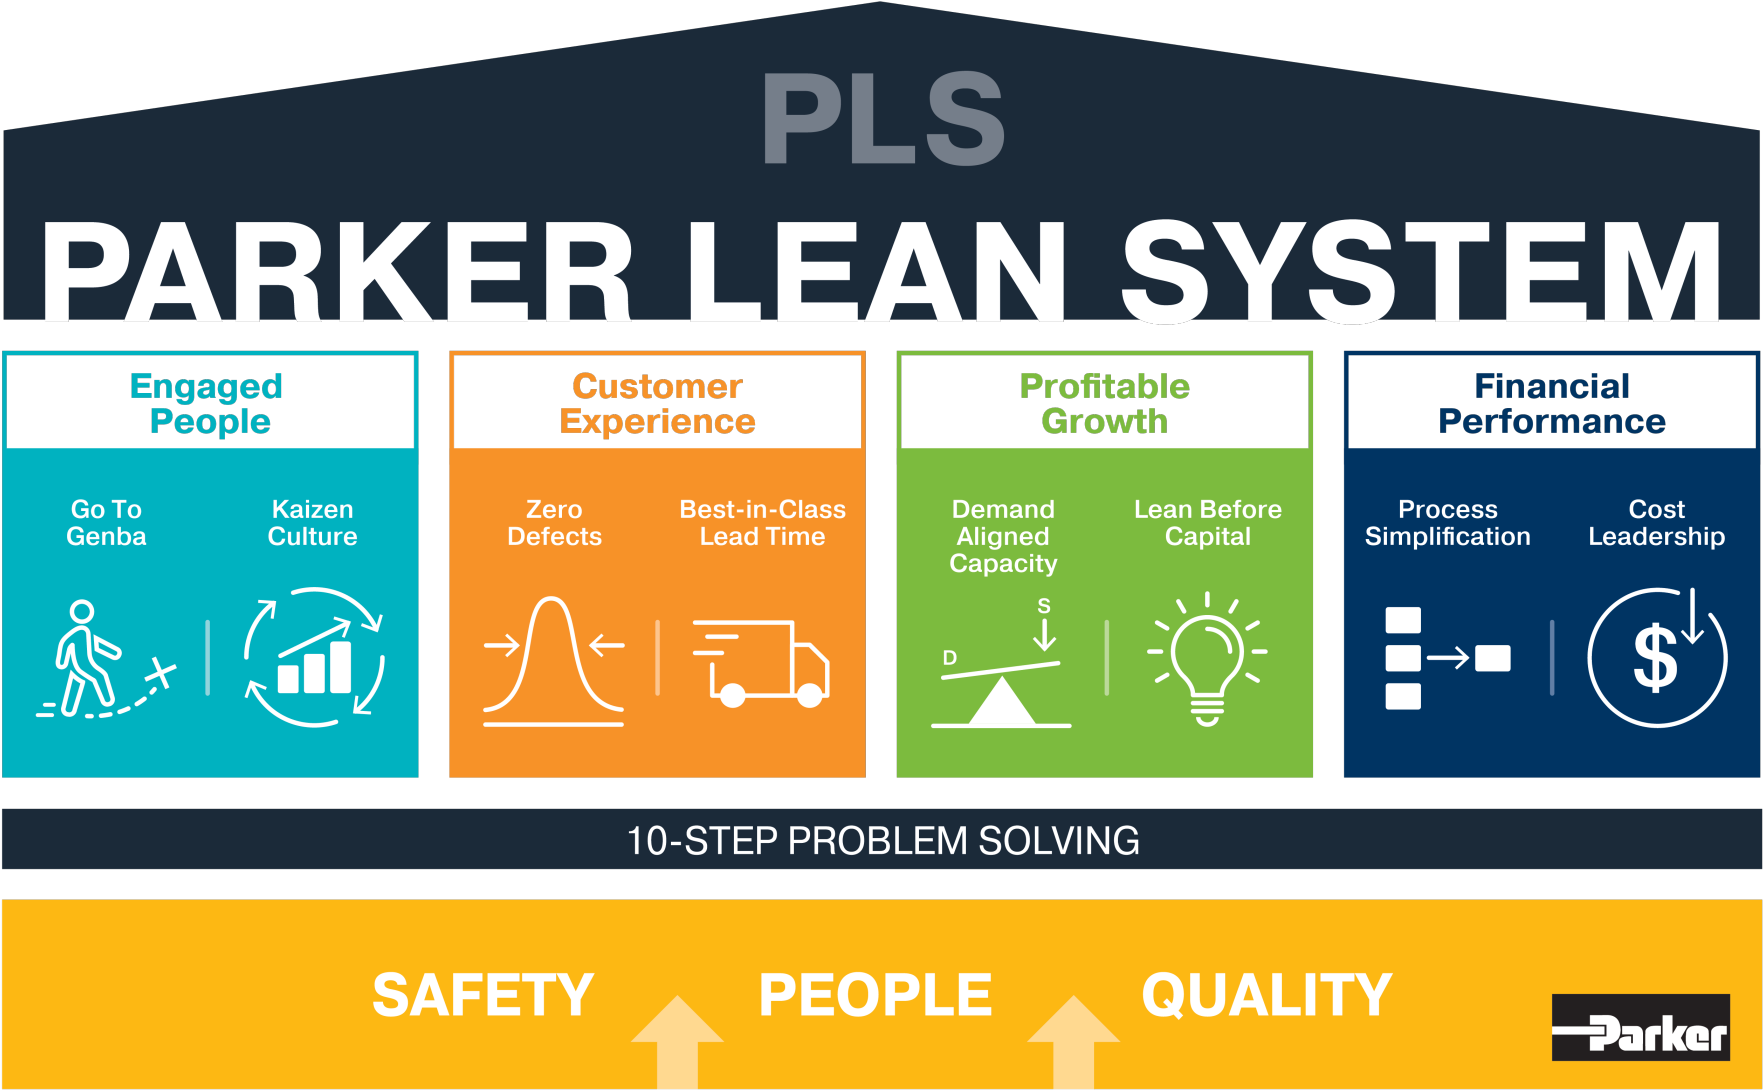 PLS
PARKER LEAN SYSTEM
Engaged
People
Go To
Genba
Kaizen
Culture
Customer
Experience
Zero
Defects
Best-in-Class
Lead Time
Profitable
Growth
Demand
Aligned
Capacity
D
S
Lean Before
Capital
Financial
Performance
Process
Simplification
Cost
Leadership
$
10-STEP PROBLEM SOLVING
SAFETY
PEOPLE
QUALITY
Parker